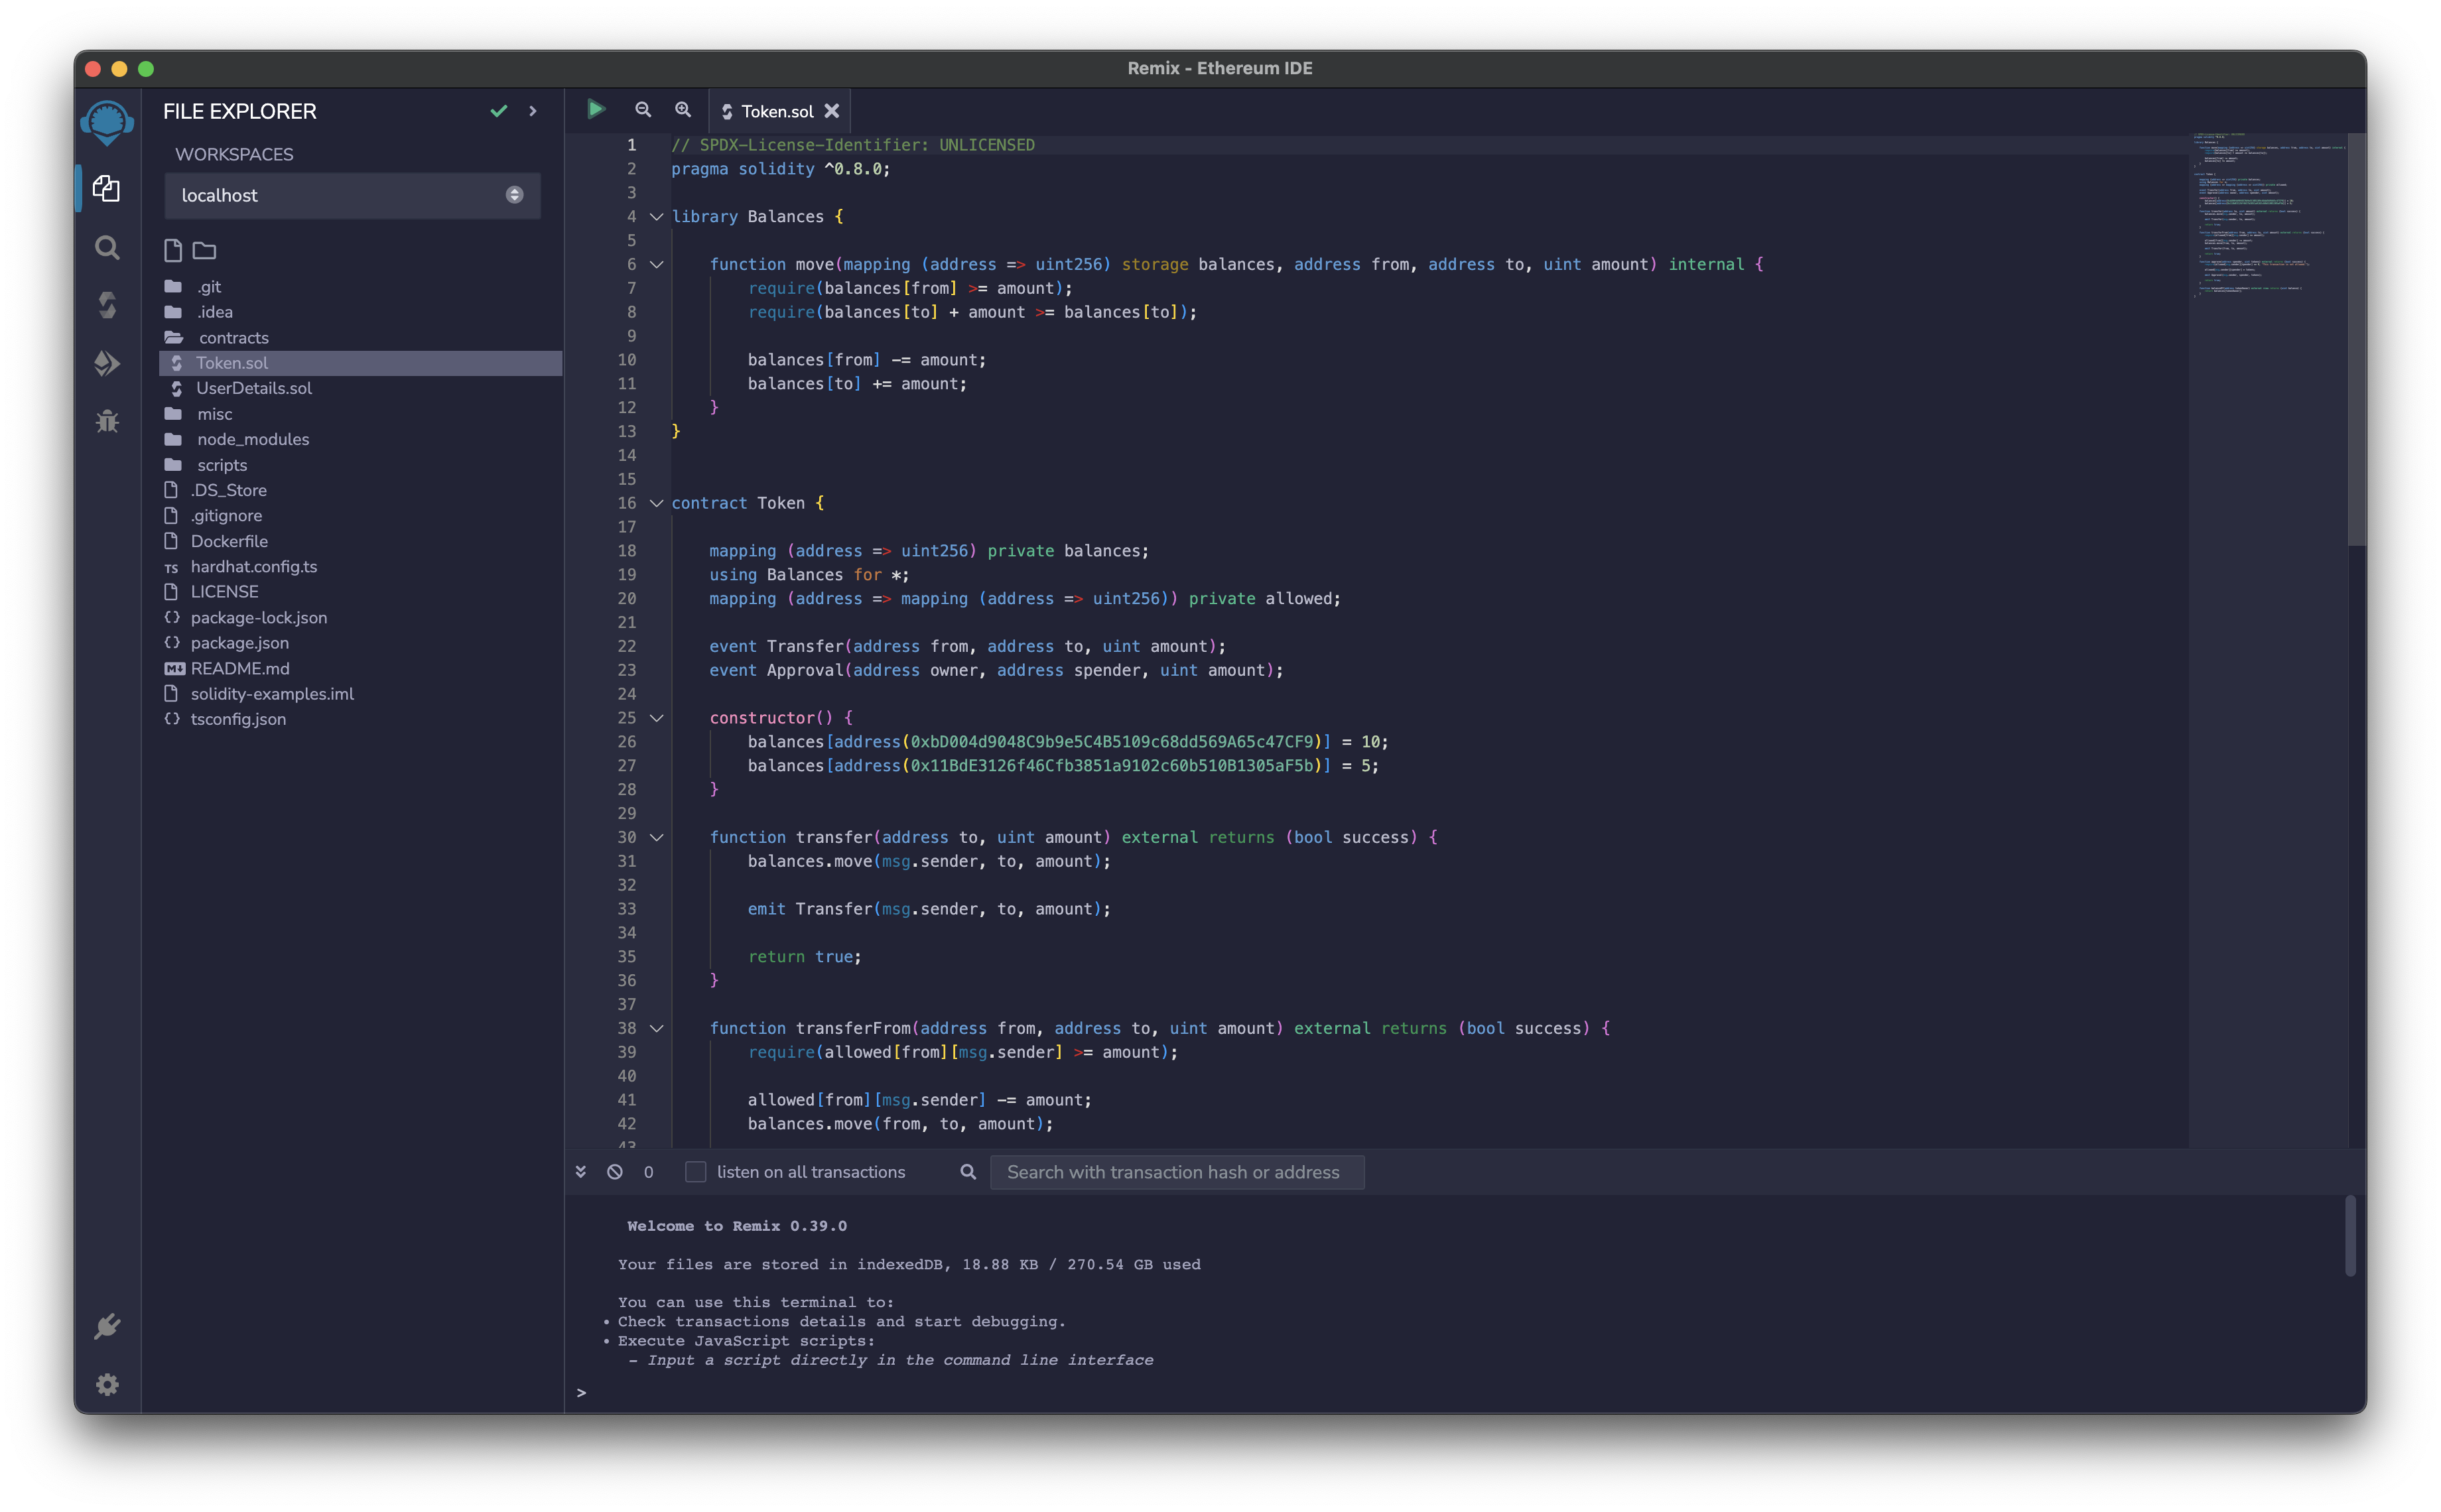 Remix - Ethereum IDE
FILE EXPLORER
WORKSPACES
localhost
.git
.idea
contracts
Token.sol
UserDetails.sol
misc
node_modules
scripts
.DS_Store
.gitignore
Dockerfile
TS hardhat.config.ts
LICENSE
{} package-lock.json
{} package.json
M README.md
solidity-examples.iml
{} tsconfig.json
Token.sol
1 // SPDX-License-Identifier: UNLICENSED
2 pragma solidity ^0.8.0;
3
4 library Balances {
5
6 function move(mapping (address => uint256) storage balances, address from, address to, uint amount) internal {
7 require(balances[from] >= amount);
8 require(balances[to] + amount >= balances[to]);
9
10 balances[from] -= amount;
11 balances[to] += amount;
12 }
13 }
14
15
16 contract Token {
17
18 mapping (address => uint256) private balances;
19 using Balances for *;
20 mapping (address => mapping (address => uint256)) private allowed;
21
22 event Transfer(address from, address to, uint amount);
23 event Approval(address owner, address spender, uint amount);
24
25 constructor() {
26 balances[address(0xbD004d9048C9b9e5C4B5109c68dd569A65c47CF9)] = 10;
27 balances[address(0x11BdE3126f46Cfb3851a9102c60b510B1305aF5b)] = 5;
28 }
29
30 function transfer(address to, uint amount) external returns (bool success) {
31 balances.move(msg.sender, to, amount);
32
33 emit Transfer(msg.sender, to, amount);
34
35 return true;
36 }
37
38 function transferFrom(address from, address to, uint amount) external returns (bool success) {
39 require(allowed[from][msg.sender] >= amount);
40
41 allowed[from][msg.sender] -= amount;
42 balances.move(from, to, amount);
43
0 listen on all transactions Search with transaction hash or address
Welcome to Remix 0.39.0
Your files are stored in indexedDB, 18.88 KB / 270.54 GB used
You can use this terminal to:
• Check transactions details and start debugging.
• Execute JavaScript scripts:
- Input a script directly in the command line interface
>